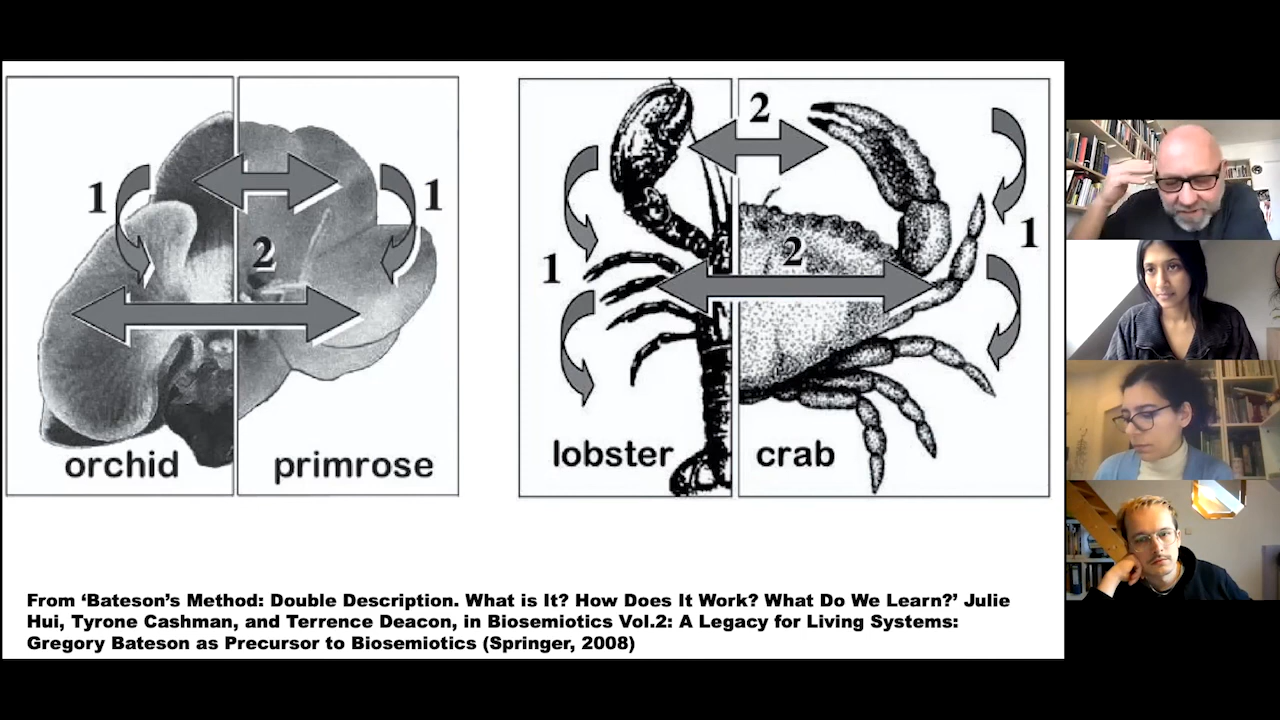 1
1
2
orchid
primrose
2
2
1
1
lobster
crab
From ‘Bateson’s Method: Double Description. What is It? How Does It Work? What Do We Learn?’ Julie
Hui, Tyrone Cashman, and Terrence Deacon, in Biosemiotics Vol.2: A Legacy for Living Systems:
Gregory Bateson as Precursor to Biosemiotics (Springer, 2008)